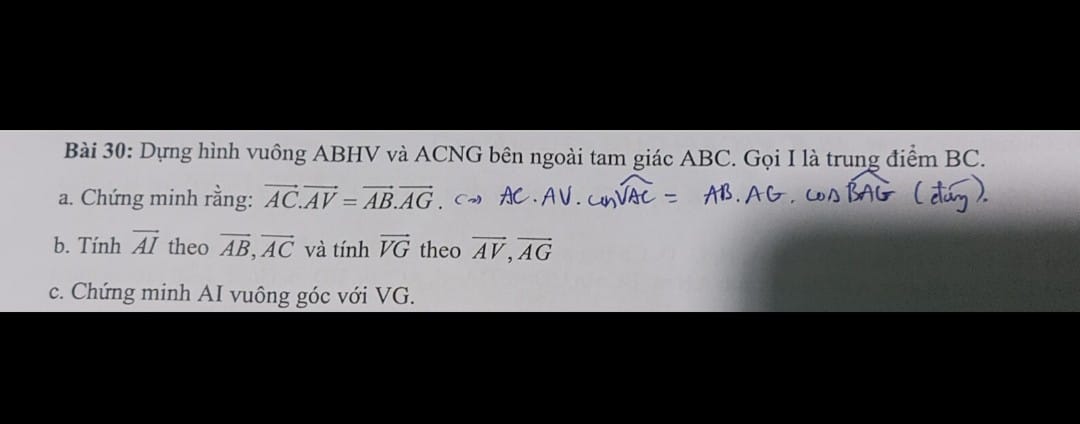 Bài 30: Dựng hình vuông ABHV và ACNG bên ngoài tam giác ABC. Gọi I là trung điểm BC.
a. Chứng minh rằng: $\overrightarrow{AC}.\overrightarrow{AV} = \overrightarrow{AB}.\overrightarrow{AG}$. ⇔ AC.AV.cos$\widehat{VAC}$ = AB.AG.cos$\widehat{BAG}$ (đúng).
b. Tính $\overrightarrow{AI}$ theo $\overrightarrow{AB}, \overrightarrow{AC}$ và tính $\overrightarrow{VG}$ theo $\overrightarrow{AV}, \overrightarrow{AG}$
c. Chứng minh AI vuông góc với VG.